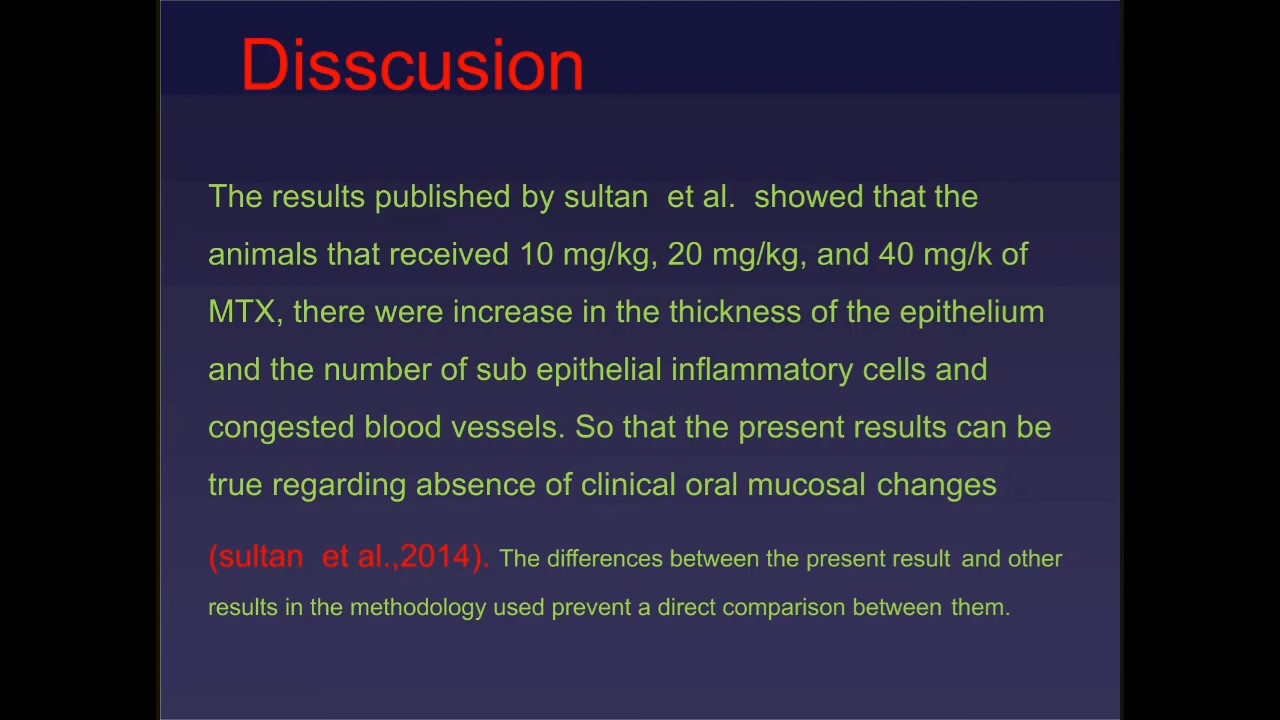 Disscusion
The results published by sultan et al. showed that the
animals that received 10 mg/kg, 20 mg/kg, and 40 mg/k of
MTX, there were increase in the thickness of the epithelium
and the number of sub epithelial inflammatory cells and
congested blood vessels. So that the present results can be
true regarding absence of clinical oral mucosal changes
(sultan et al.,2014). The differences between the present result and other
results in the methodology used prevent a direct comparison between them.